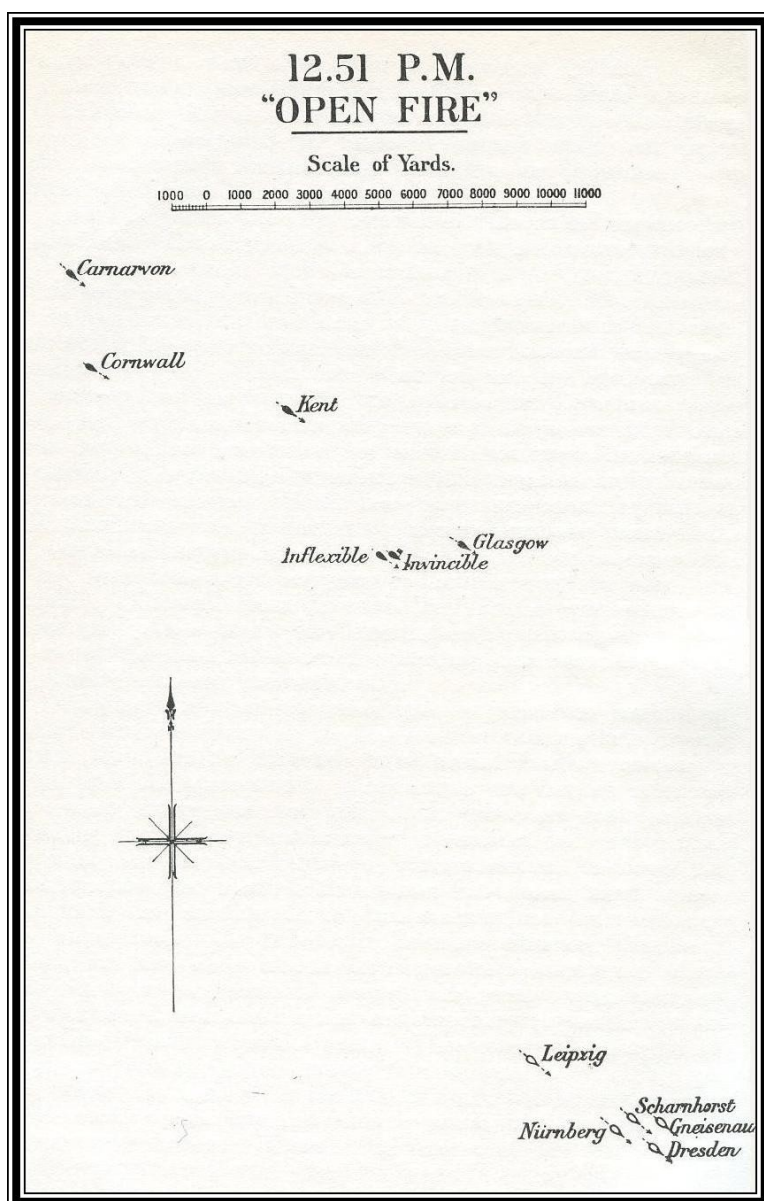 12.51 P.M.
“OPEN FIRE”
Scale of Yards.
1000 0 1000 2000 3000 4000 5000 6000 7000 8000 9000 10000 11000
Carnarvon
Cornwall
Kent
Glasgow
Inflexible
Invincible
Leipzig
Scharnhorst
Gneisenau
Nürnberg
Dresden